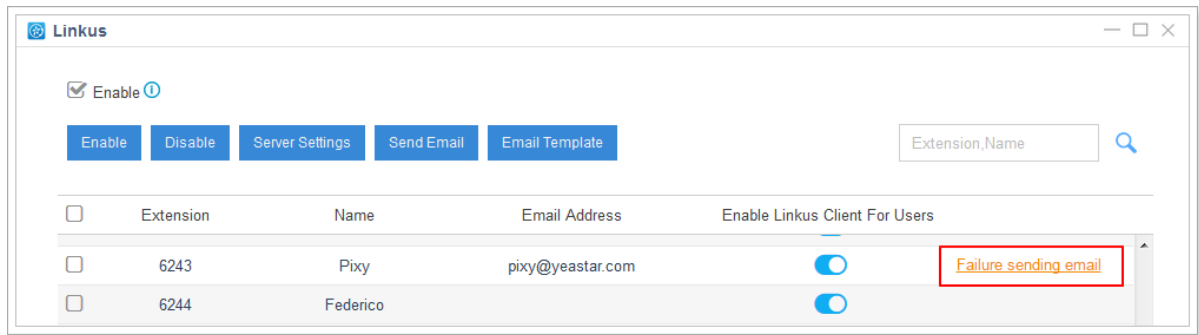 Linkus
Enable
Enable Disable Server Settings Send Email Email Template Extension,Name
Extension Name Email Address Enable Linkus Client For Users
6243 Pixy pixy@yeastar.com Failure sending email
6244 Federico